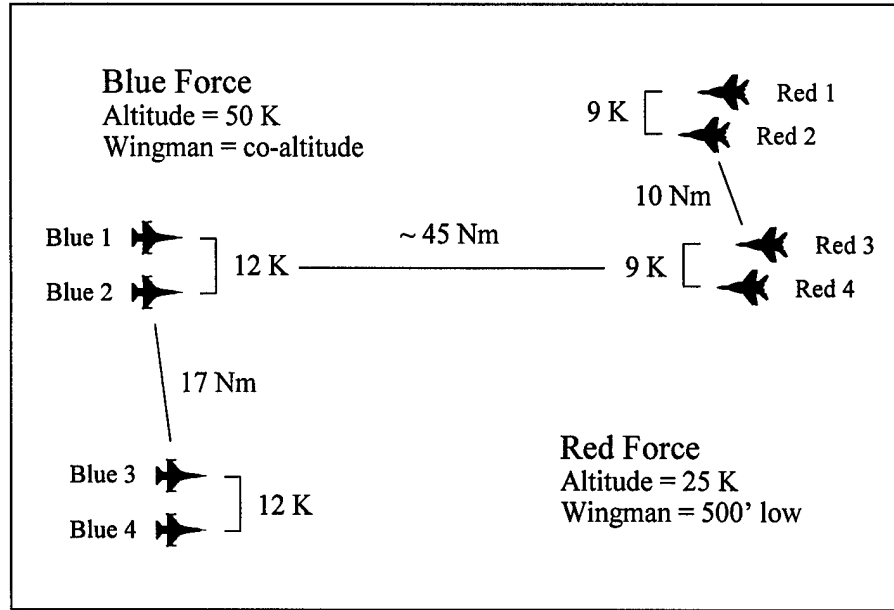 Blue Force
Altitude = 50 K
Wingman = co-altitude
9 K
Red 1
Red 2
10 Nm
Blue 1
Blue 2
12 K
~ 45 Nm
9 K
Red 3
Red 4
17 Nm
Blue 3
Blue 4
12 K
Red Force
Altitude = 25 K
Wingman = 500' low